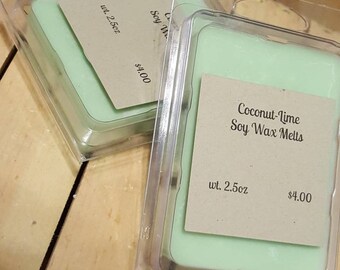 wt. 2.5oz
$4.00
Coconut-Lime
Soy Wax Melts
wt. 2.5oz $4.00